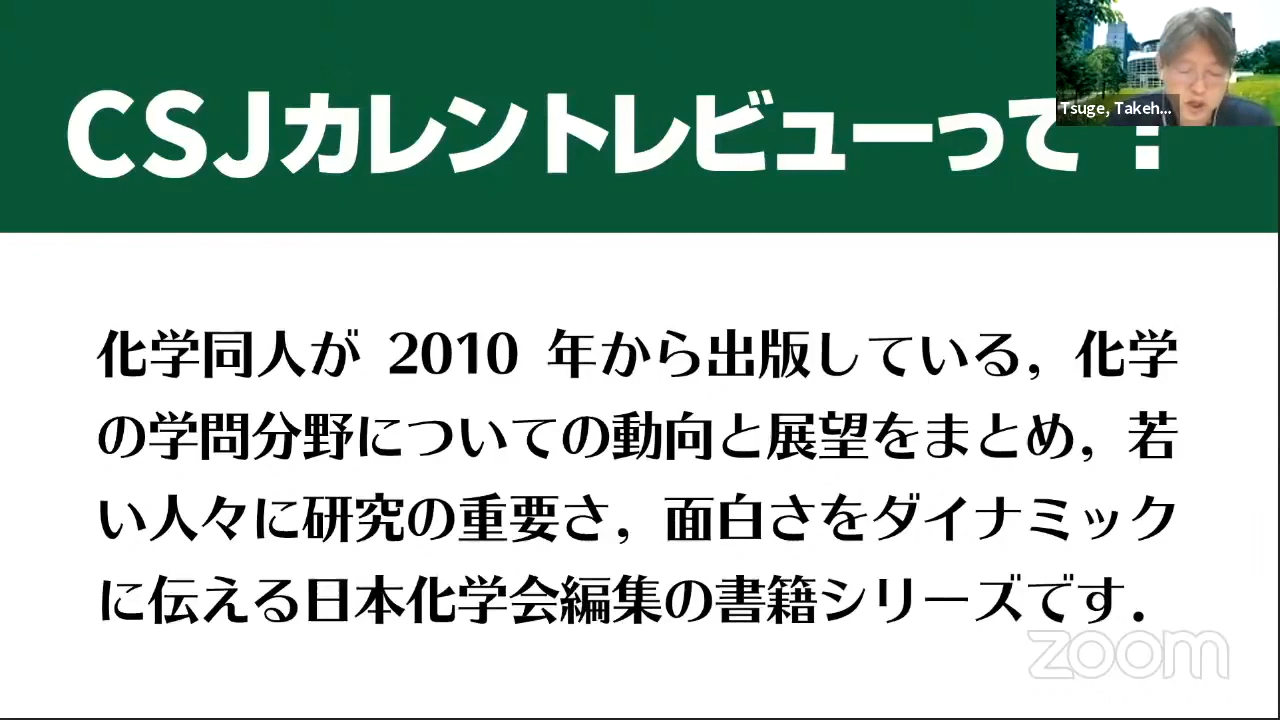 CSJカレントレビューって?
Tsuge, Takeh...
化学同人が 2010 年から出版している，化学
の学問分野についての動向と展望をまとめ，若
い人々に研究の重要さ，面白さをダイナミック
に伝える日本化学会編集の書籍シリーズです．
zoom